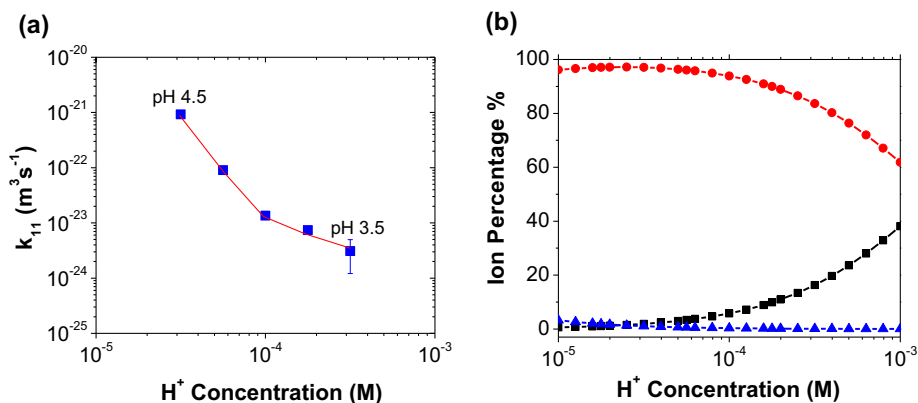 (a)
10⁻²⁰
10⁻²¹
10⁻²²
10⁻²³
10⁻²⁴
10⁻²⁵
k₁₁ (m³s⁻¹)
pH 4.5
pH 3.5
10⁻⁵
10⁻⁴
10⁻³
H⁺ Concentration (M)
(b)
100
80
60
40
20
0
Ion Percentage %
10⁻⁵
10⁻⁴
10⁻³
H⁺ Concentration (M)